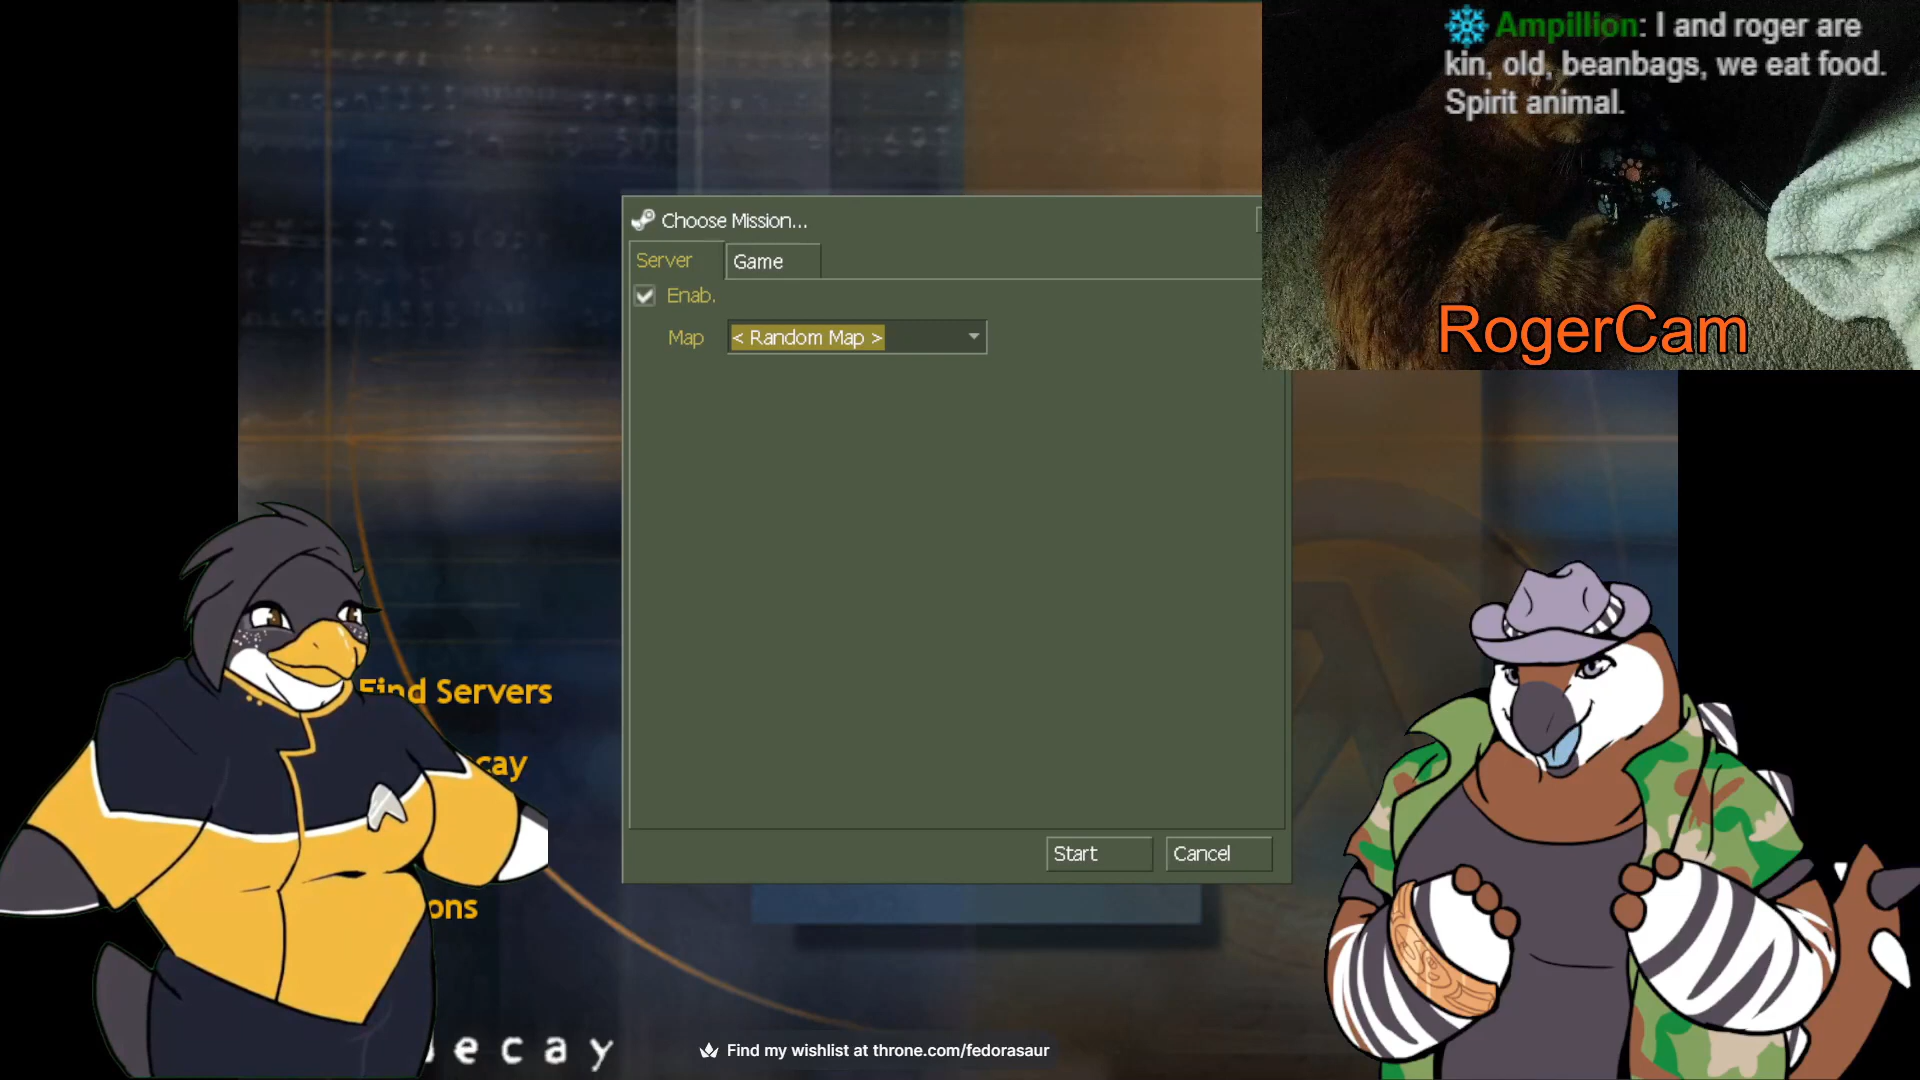 Ampillion: I and roger are
kin, old, beanbags, we eat food.
Spirit animal.
RogerCam
Choose Mission...
Server
Game
Enab.
Map
< Random Map >
Find Servers
cay
ons
Start
Cancel
ecay
Find my wishlist at throne.com/fedorasaur